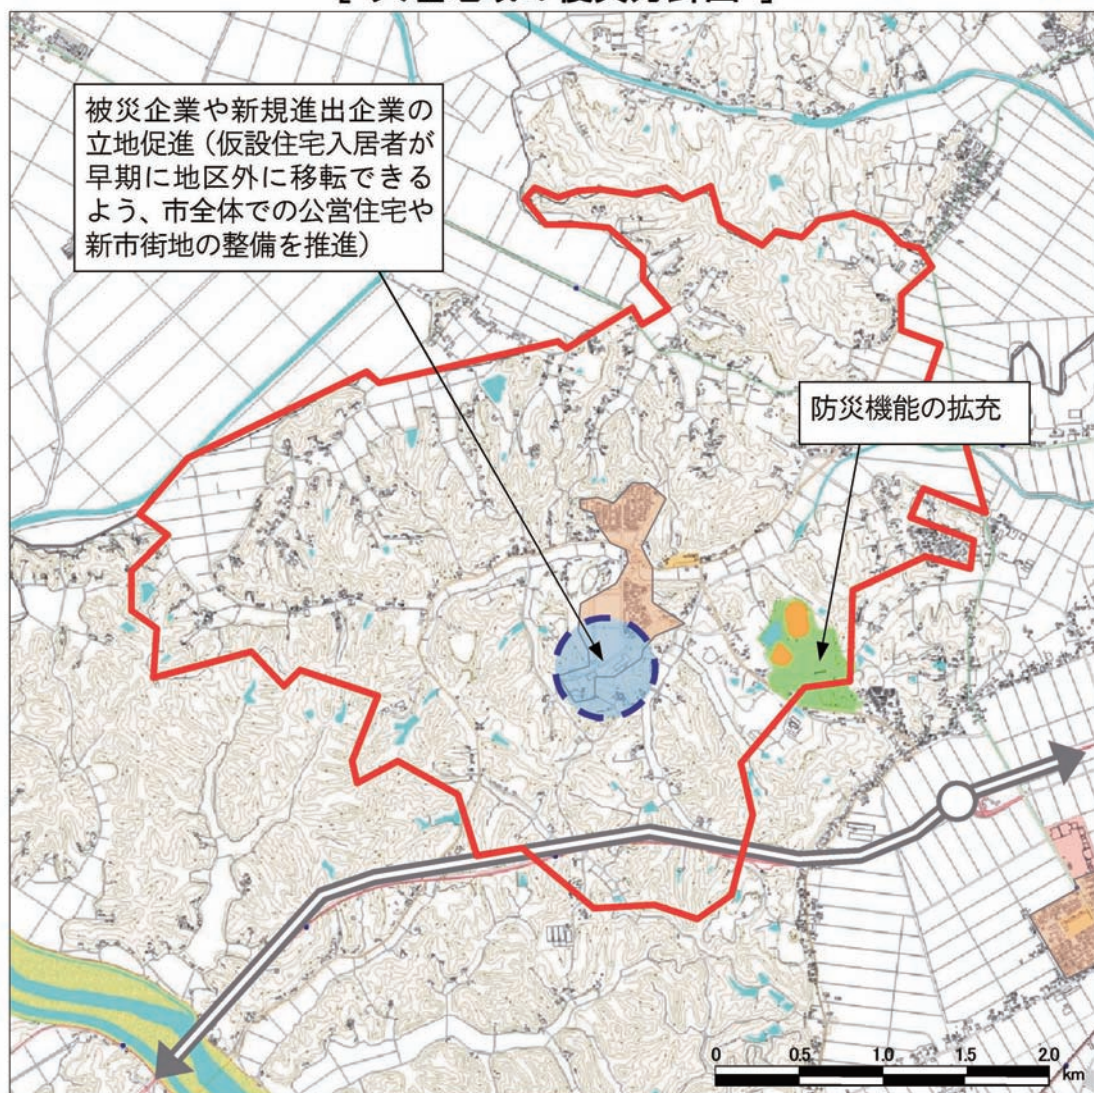 被災企業や新規進出企業の
立地促進（仮設住宅入居者が
早期に地区外に移転できる
よう、市全体での公営住宅や
新市街地の整備を推進）
防災機能の拡充
0 0.5 1.0 1.5 2.0
km